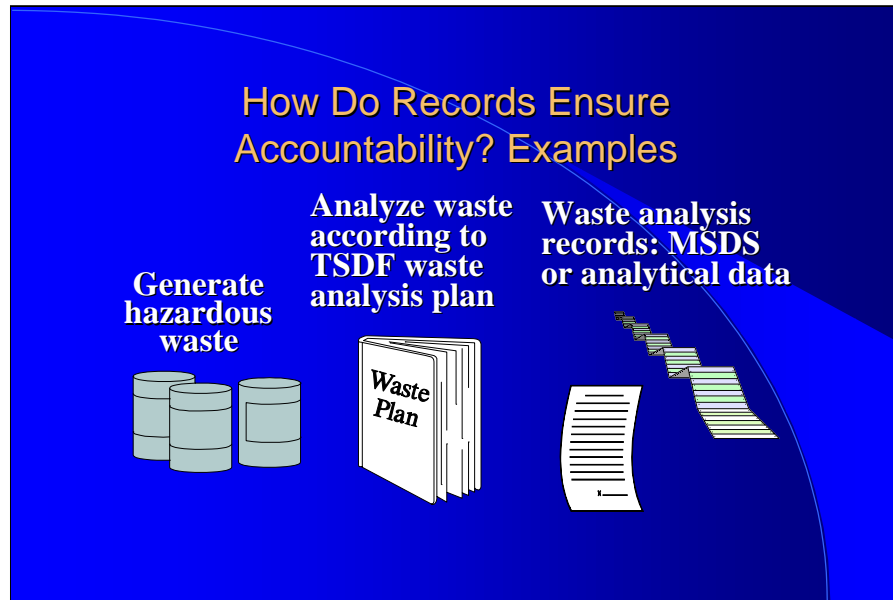 How Do Records Ensure
Accountability? Examples
Generate
hazardous
waste
Analyze waste
according to
TSDF waste
analysis plan
Waste analysis
records: MSDS
or analytical data
Waste
Plan
x